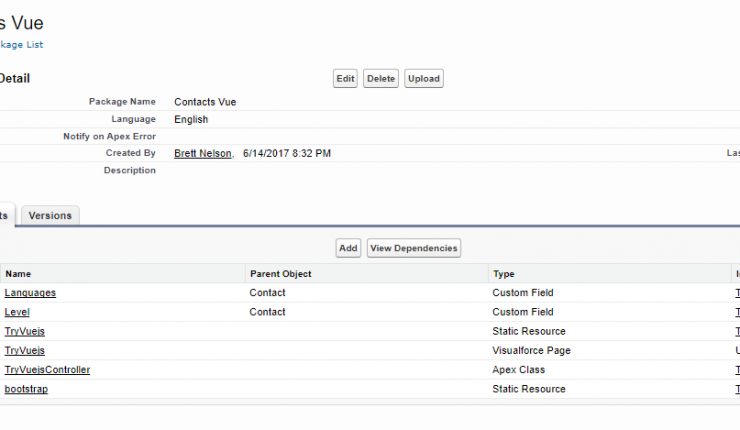 s Vue
kage List
Detail Edit Delete Upload
Package Name Contacts Vue
Language English
Notify on Apex Error
Created By Brett Nelson, 6/14/2017 8:32 PM Las
Description
ts Versions
Add View Dependencies
Name Parent Object Type I
Languages Contact Custom Field T
Level Contact Custom Field T
TryVuejs Static Resource T
TryVuejs Visualforce Page U
TryVuejsController Apex Class T
bootstrap Static Resource T